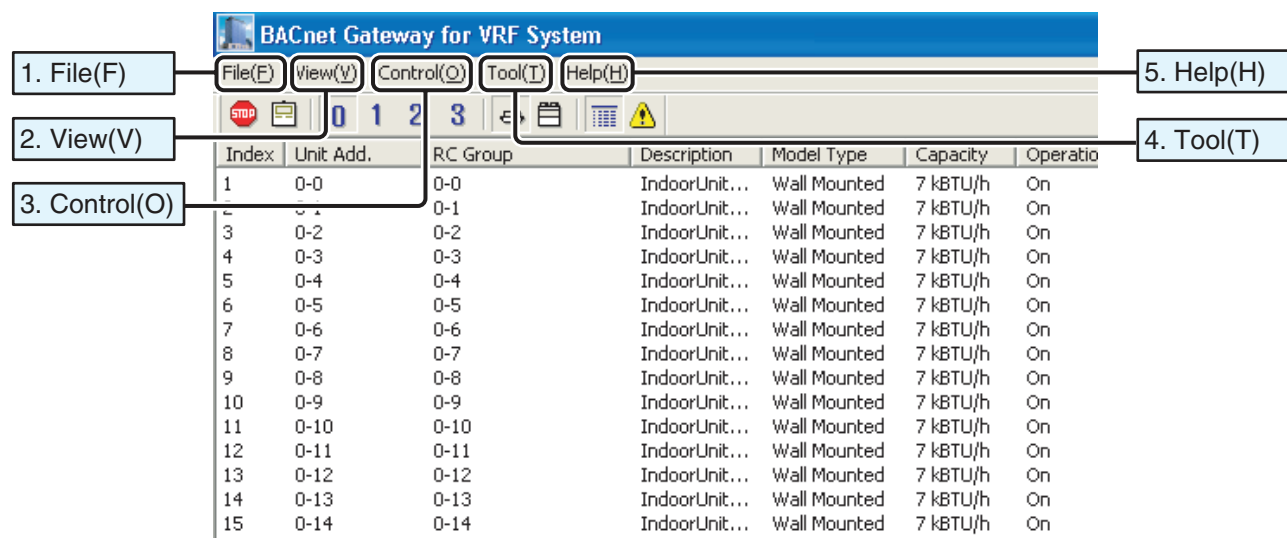 BACnet Gateway for VRF System
1. File(F)
File(F) View(V) Control(O) Tool(T) Help(H)
5. Help(H)
STOP 0 1 2 3
2. View(V)
4. Tool(T)
Index Unit Add. RC Group Description Model Type Capacity Operatio
1 0-0 0-0 IndoorUnit... Wall Mounted 7 kBTU/h On
3. Control(O)
0-1 IndoorUnit... Wall Mounted 7 kBTU/h On
3 0-2 0-2 IndoorUnit... Wall Mounted 7 kBTU/h On
4 0-3 0-3 IndoorUnit... Wall Mounted 7 kBTU/h On
5 0-4 0-4 IndoorUnit... Wall Mounted 7 kBTU/h On
6 0-5 0-5 IndoorUnit... Wall Mounted 7 kBTU/h On
7 0-6 0-6 IndoorUnit... Wall Mounted 7 kBTU/h On
8 0-7 0-7 IndoorUnit... Wall Mounted 7 kBTU/h On
9 0-8 0-8 IndoorUnit... Wall Mounted 7 kBTU/h On
10 0-9 0-9 IndoorUnit... Wall Mounted 7 kBTU/h On
11 0-10 0-10 IndoorUnit... Wall Mounted 7 kBTU/h On
12 0-11 0-11 IndoorUnit... Wall Mounted 7 kBTU/h On
13 0-12 0-12 IndoorUnit... Wall Mounted 7 kBTU/h On
14 0-13 0-13 IndoorUnit... Wall Mounted 7 kBTU/h On
15 0-14 0-14 IndoorUnit... Wall Mounted 7 kBTU/h On